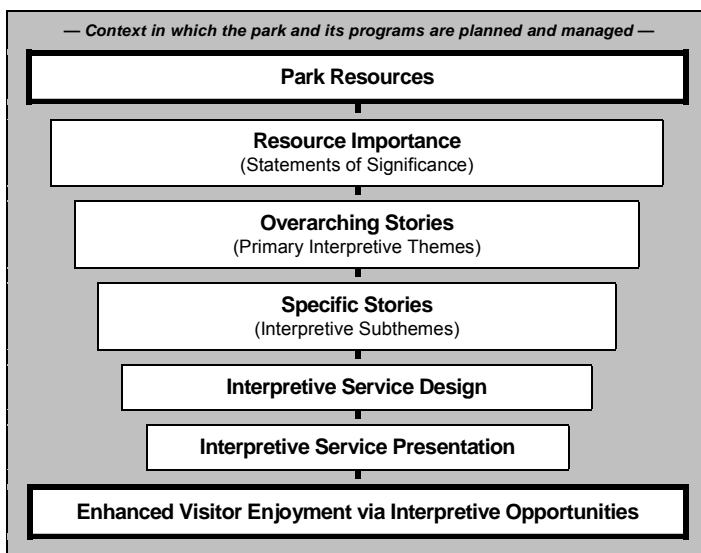 — Context in which the park and its programs are planned and managed —
Park Resources
Resource Importance
(Statements of Significance)
Overarching Stories
(Primary Interpretive Themes)
Specific Stories
(Interpretive Subthemes)
Interpretive Service Design
Interpretive Service Presentation
Enhanced Visitor Enjoyment via Interpretive Opportunities